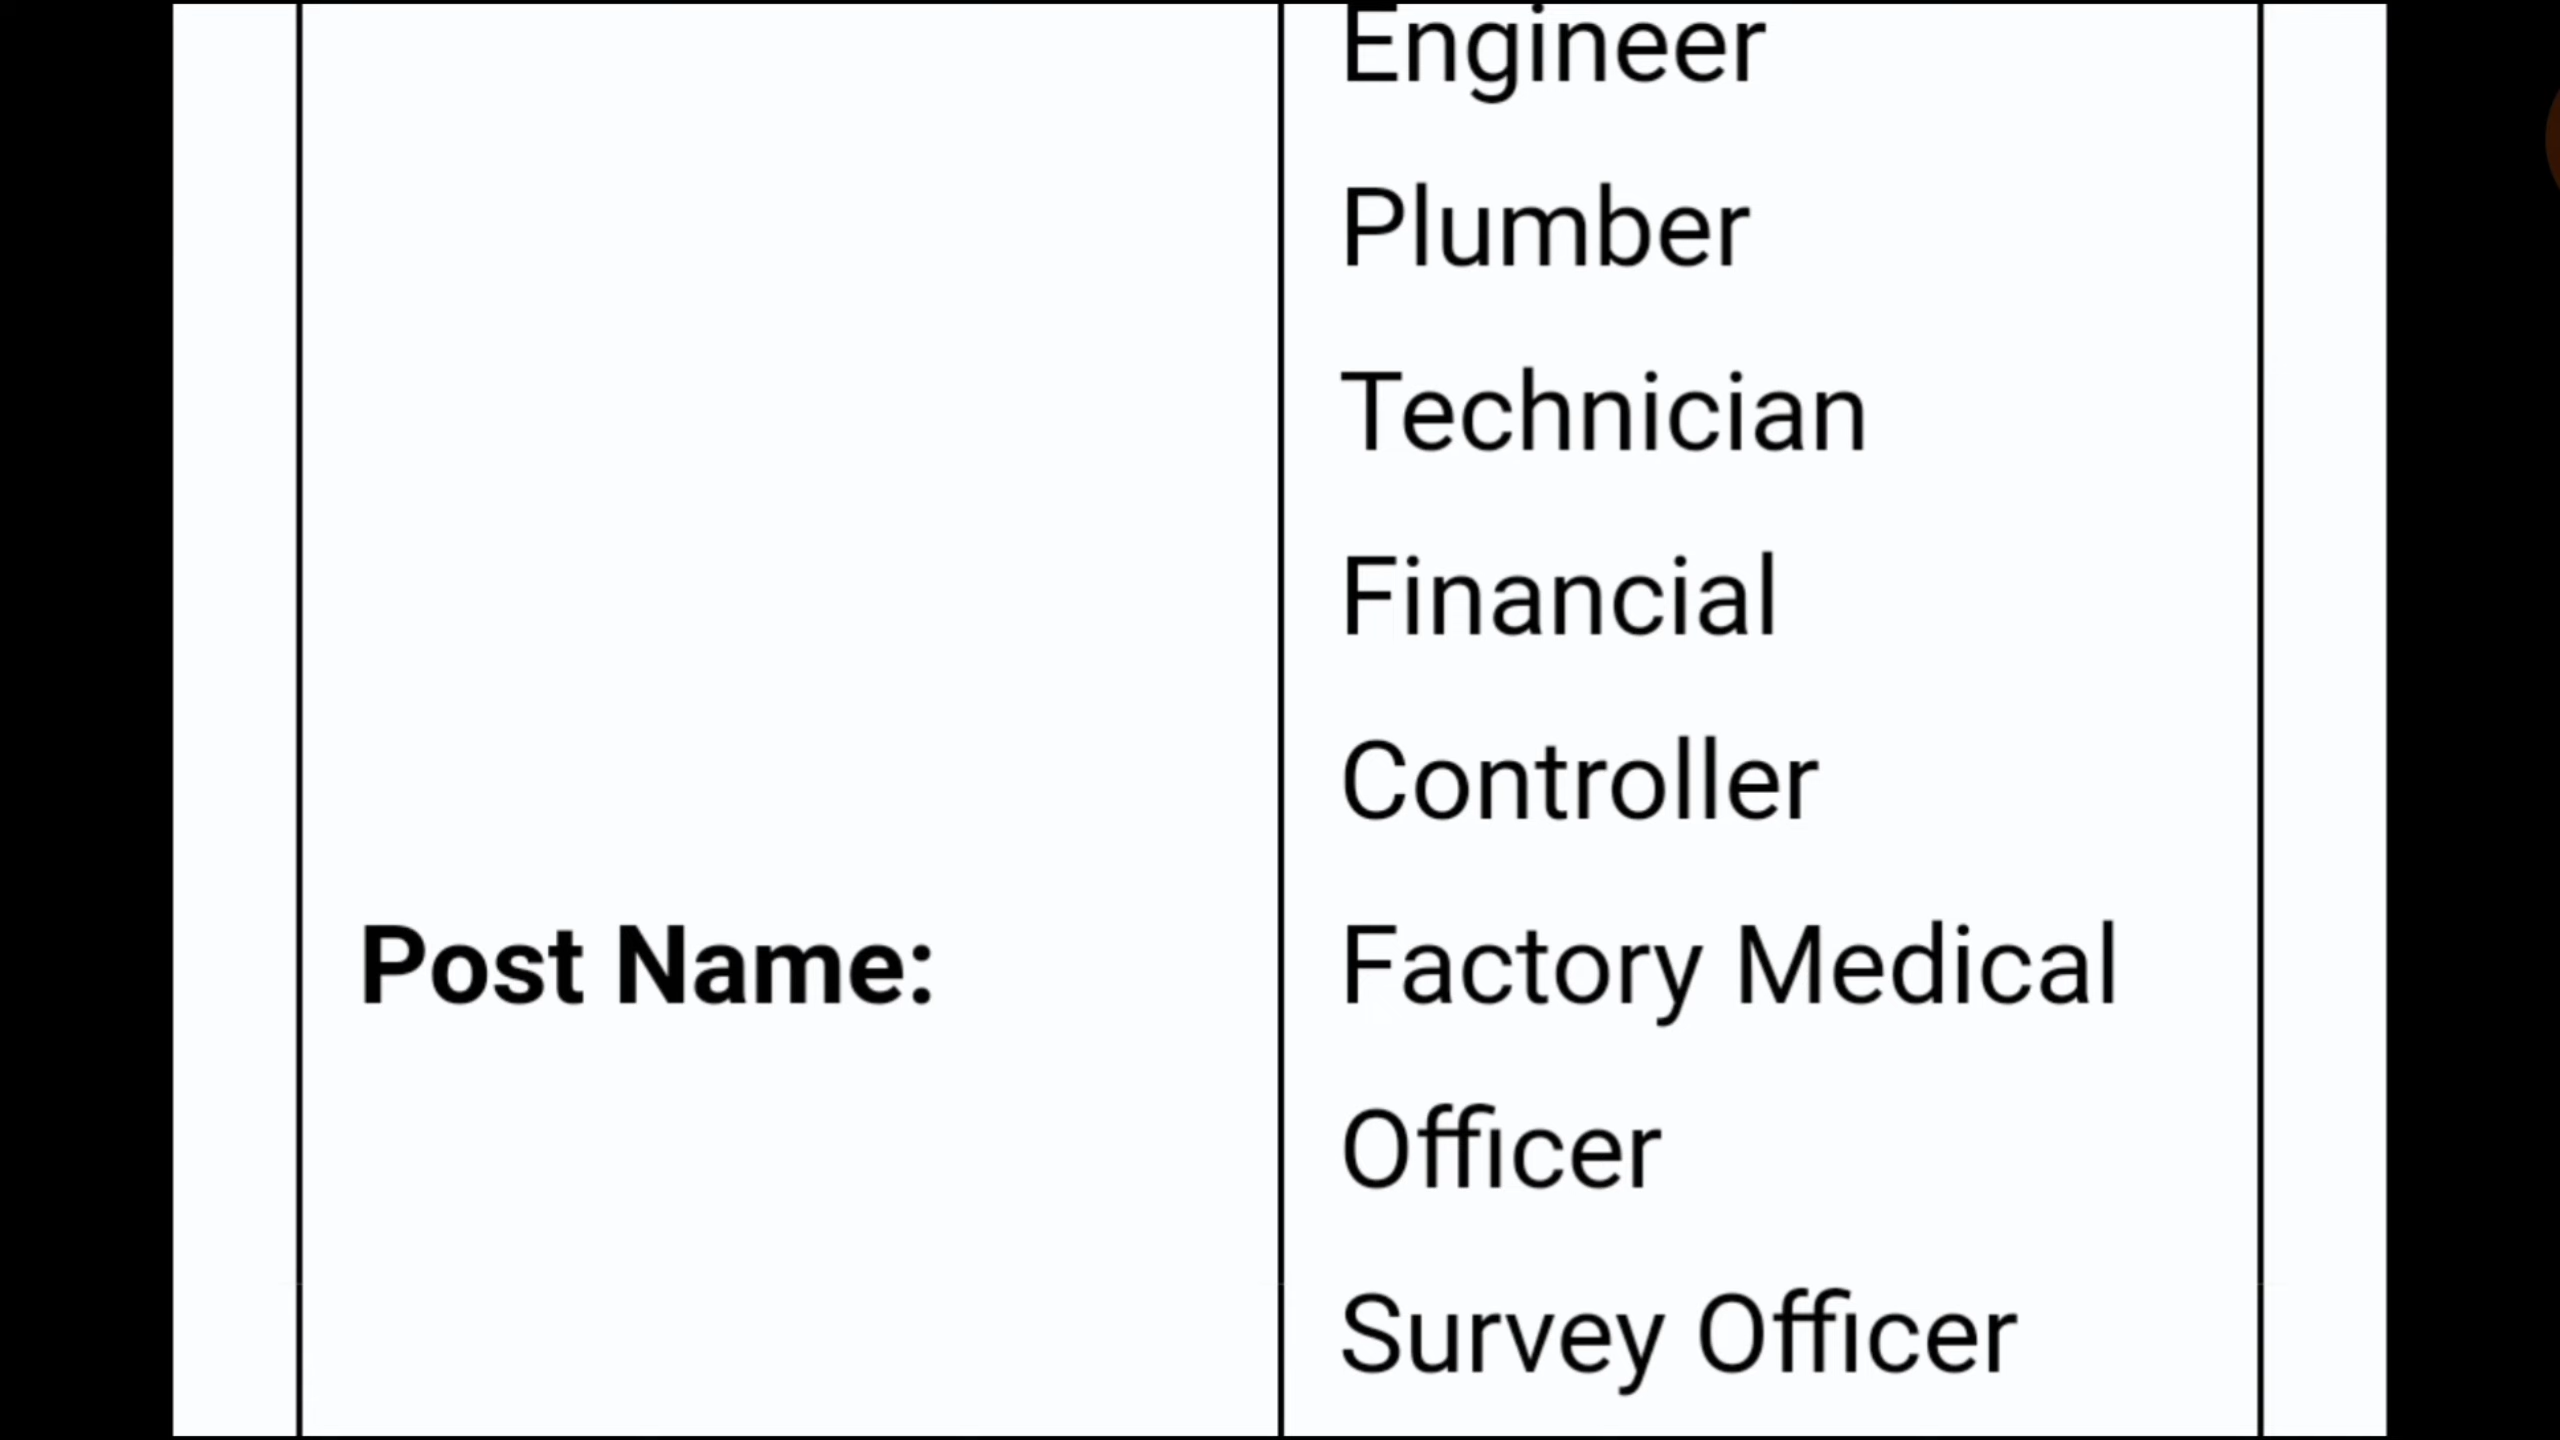 Engineer
Plumber
Technician
Financial
Controller
Post Name:
Factory Medical
Officer
Survey Officer